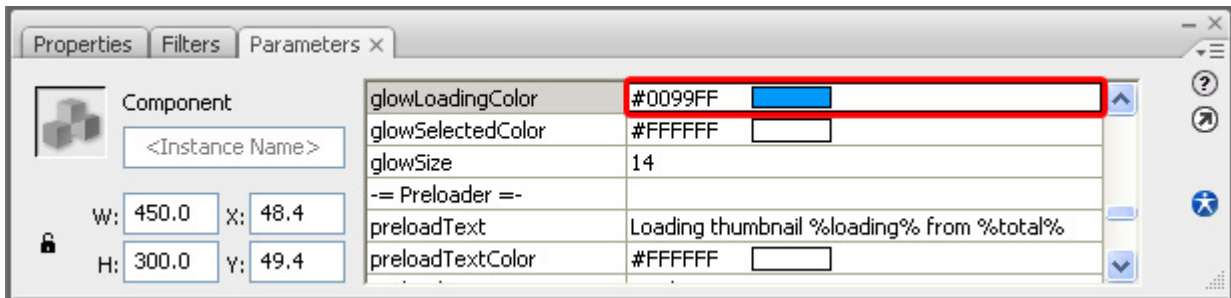 Properties Filters Parameters ×
Component
<Instance Name>
W: 450.0 X: 48.4
H: 300.0 Y: 49.4
glowLoadingColor #0099FF
glowSelectedColor #FFFFFF
glowSize 14
-= Preloader =-
preloadText Loading thumbnail %loading% from %total%
preloadTextColor #FFFFFF